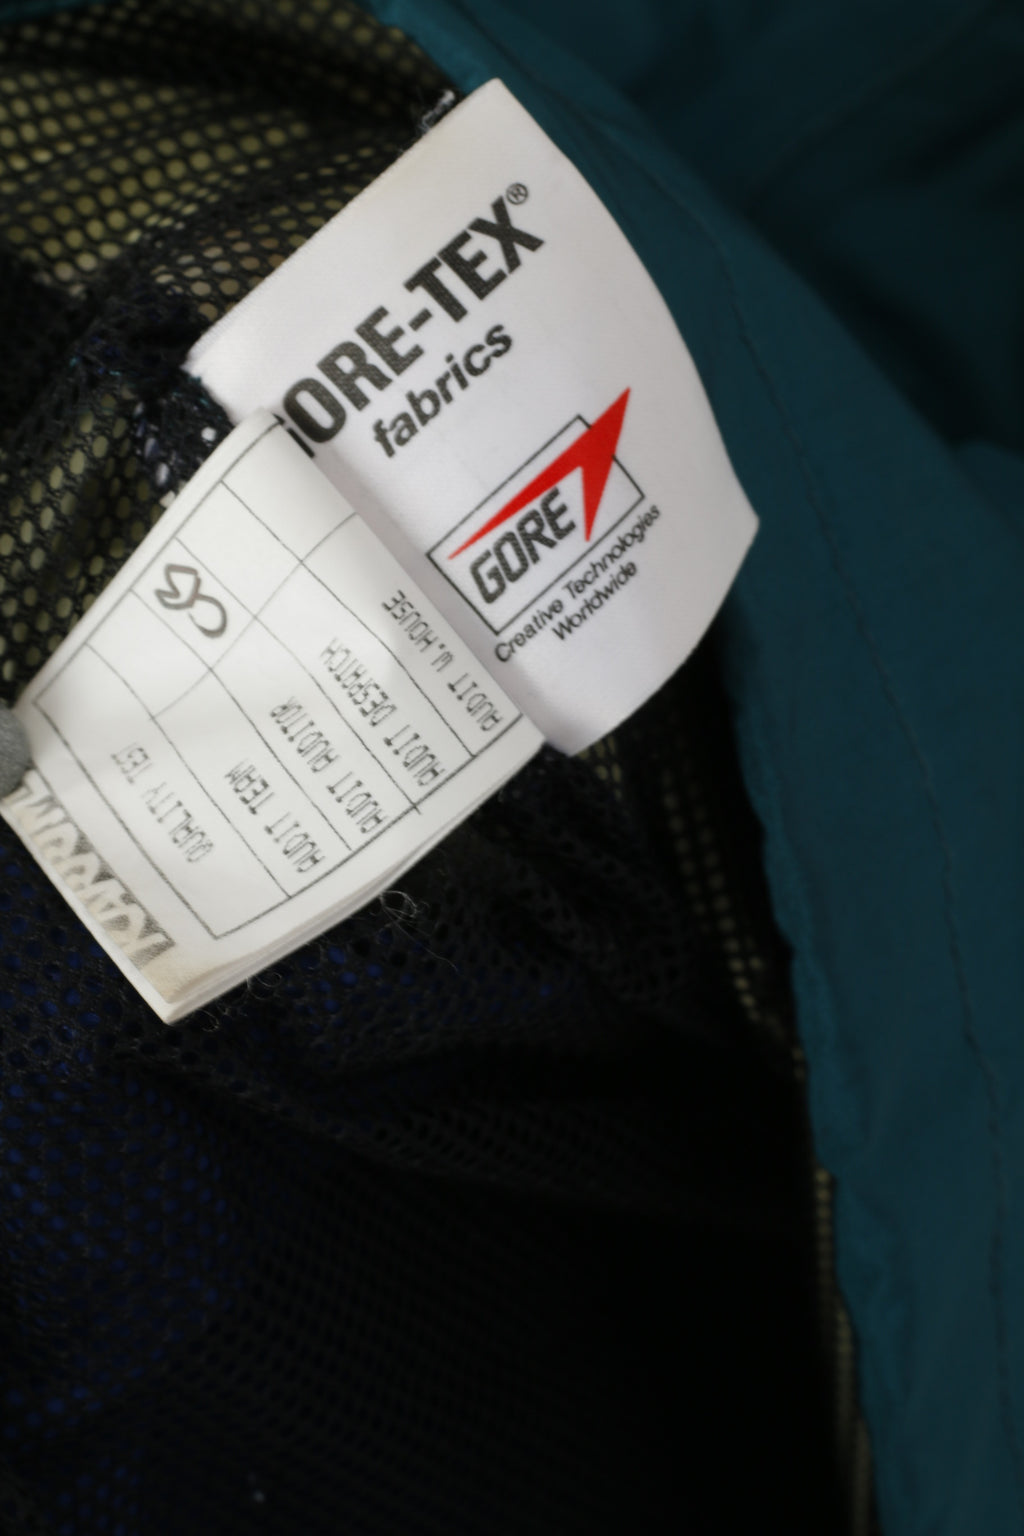 GORE-TEX®
fabrics
GORE
Creative Technologies
Worldwide
AUDIT W.HOUSE
AUDIT DESPATCH
AUDIT AUDITOR
AUDIT TEAM
QUALITY TEST